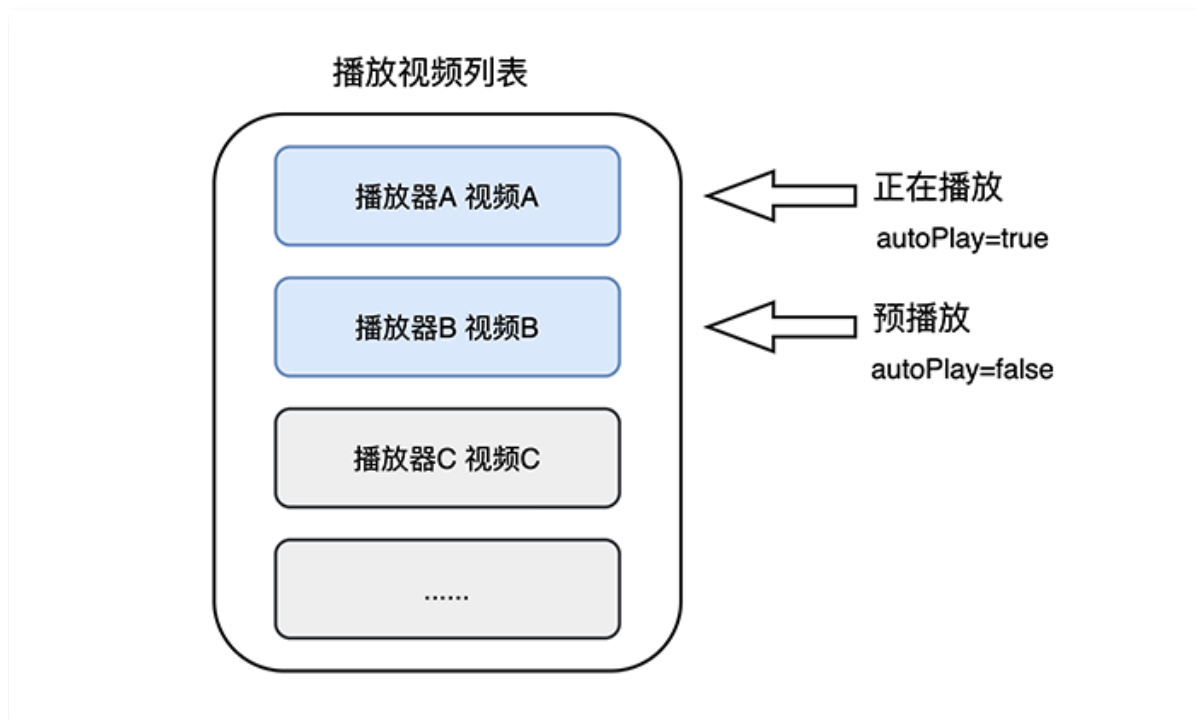 播放视频列表
播放器A 视频A
正在播放
autoPlay=true
播放器B 视频B
预播放
autoPlay=false
播放器C 视频C
......